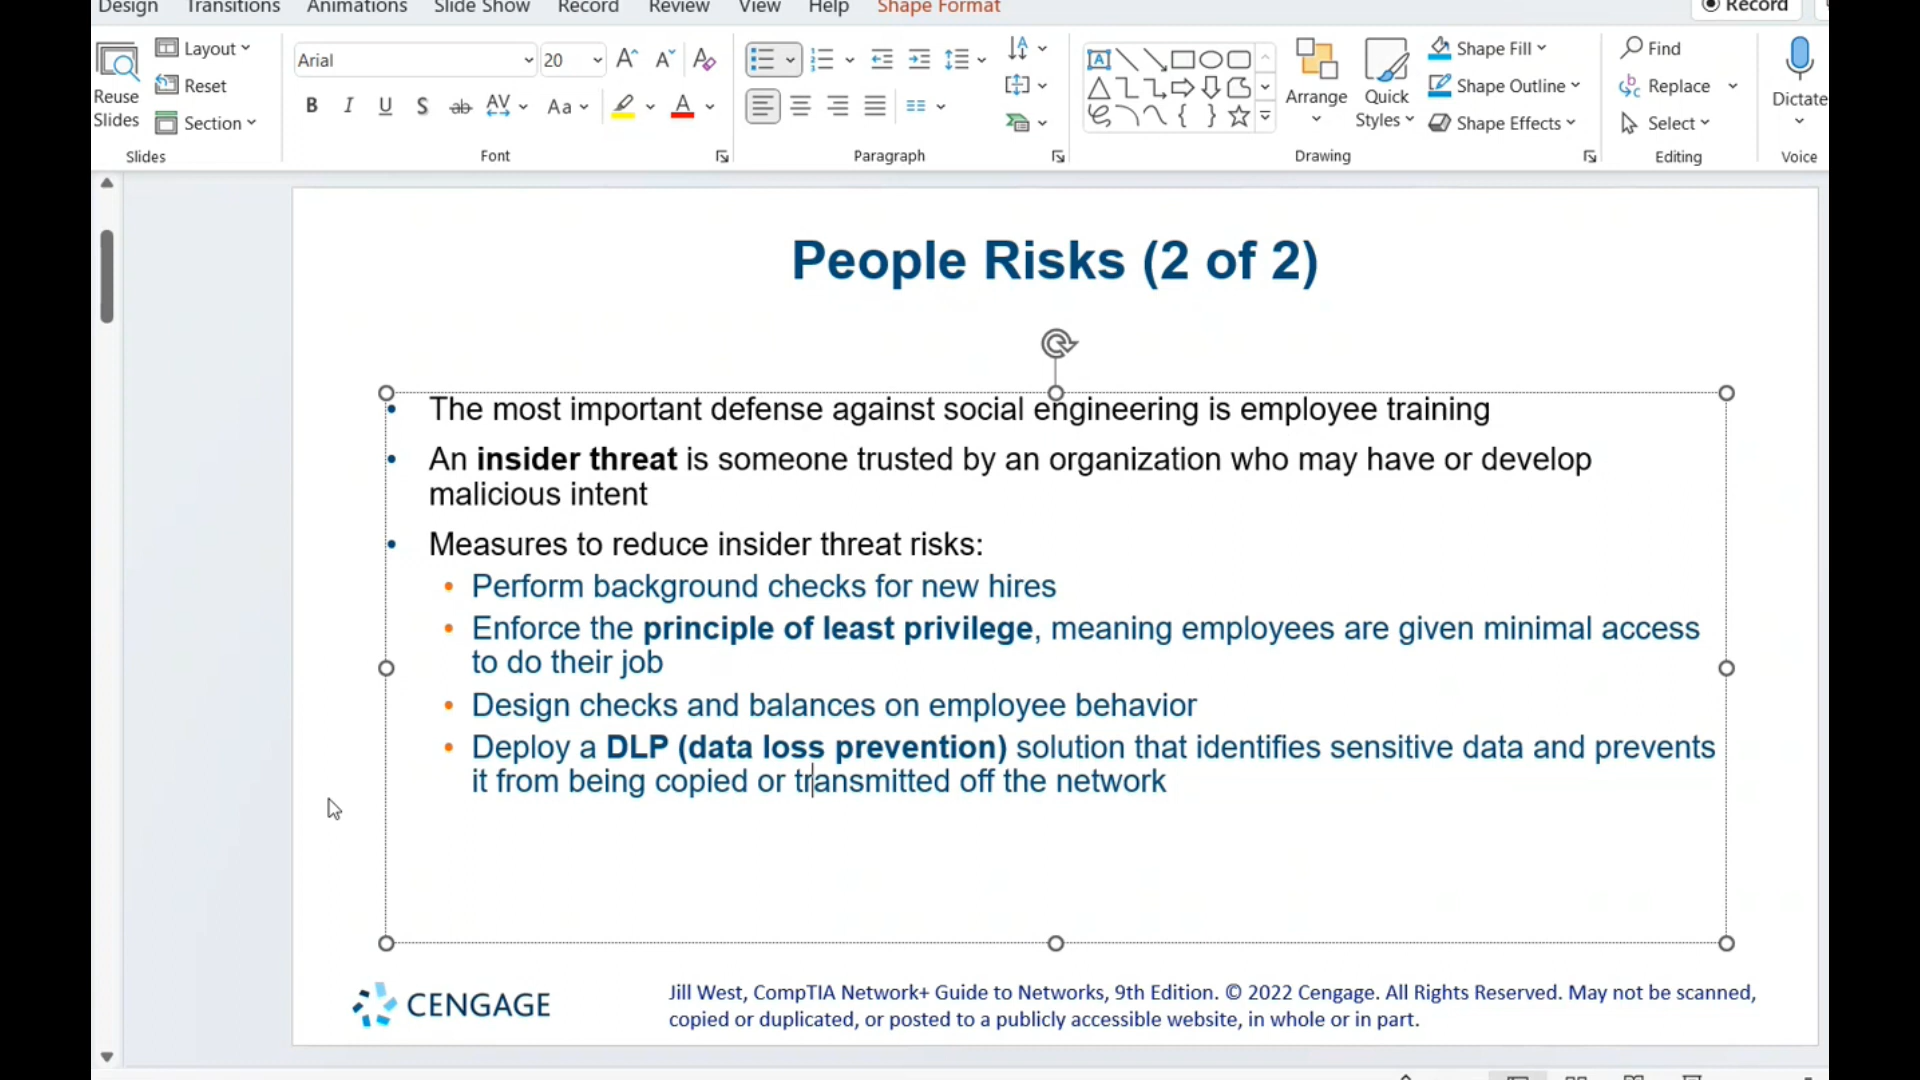 Design Transitions Animations Slide Show Record Review View Help Shape Format Record
Reuse Slides
Layout
Reset
Section
Slides
Arial 20
B I U S ab AV Aa A
Font
Paragraph
Arrange
Quick Styles
Shape Fill
Shape Outline
Shape Effects
Drawing
Find
Replace
Select
Editing
Dictate
Voice
People Risks (2 of 2)
• The most important defense against social engineering is employee training
• An insider threat is someone trusted by an organization who may have or develop
malicious intent
• Measures to reduce insider threat risks:
• Perform background checks for new hires
• Enforce the principle of least privilege, meaning employees are given minimal access
to do their job
• Design checks and balances on employee behavior
• Deploy a DLP (data loss prevention) solution that identifies sensitive data and prevents
it from being copied or transmitted off the network
CENGAGE
Jill West, CompTIA Network+ Guide to Networks, 9th Edition. © 2022 Cengage. All Rights Reserved. May not be scanned,
copied or duplicated, or posted to a publicly accessible website, in whole or in part.